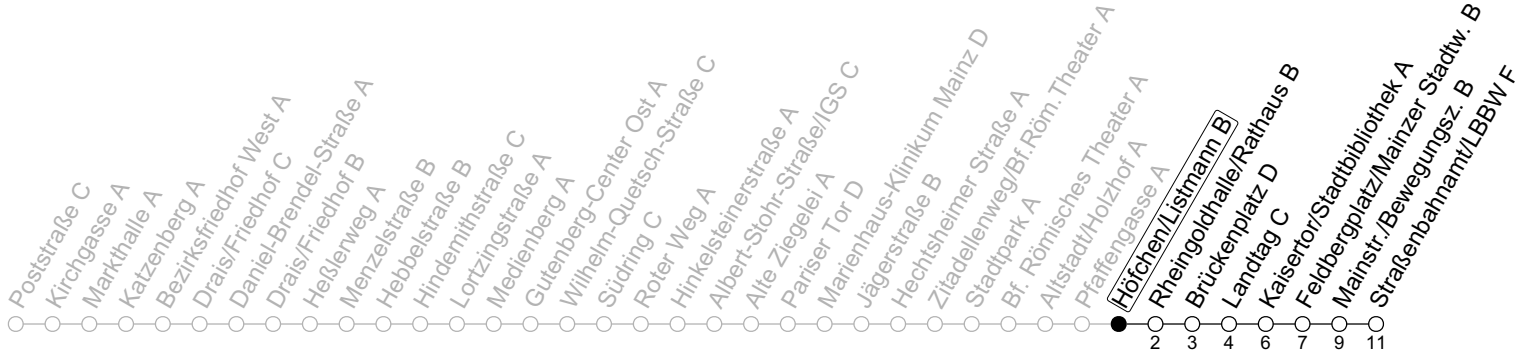 Poststraße C
Kirchgasse A
Markthalle A
Katzenberg A
Bezirksfriedhof West A
Drais/Friedhof C
Daniel-Brendel-Straße A
Drais/Friedhof B
Heßlerweg A
Menzelstraße B
Hebbelstraße B
Hindemithstraße C
Lortzingstraße A
Medienberg A
Gutenberg-Center Ost A
Wilhelm-Quetsch-Straße C
Südring C
Roter Weg A
Hinkelsteinerstraße A
Albert-Stohr-Straße/IGS C
Alte Ziegelei A
Pariser Tor D
Marienhaus-Klinikum Mainz D
Jägerstraße B
Hechtsheimer Straße A
Zitadellenweg/Bf.Röm.Theater A
Stadtpark A
Bf. Römisches Theater A
Altstadt/Holzhof A
Pfaffengasse A
Höfchen/Listmann B
Rheingoldhalle/Rathaus B
Brückenplatz D
Landtag C
Kaisertor/Stadtbibliothek A
Feldbergplatz/Mainzer Stadtw. B
Mainstr./Bewegungsz. B
Straßenbahnamt/LBBW F
2 3 4 6 7 9 11